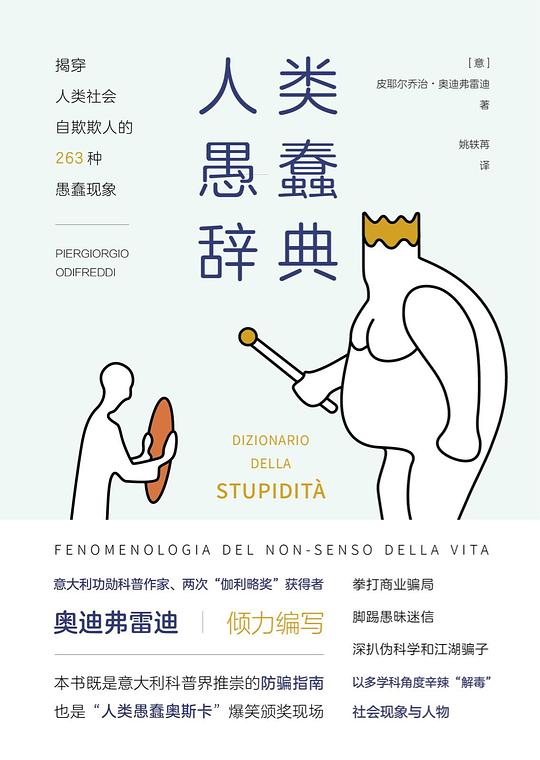 揭穿
人类社会
自欺欺人的
263 种
愚蠢现象
PIERGIORGIO
ODIFREDDI
人类
愚蠢
辞典
[ 意 ]
皮耶尔乔治・奥迪弗雷迪
著
姚轶苒
译
DIZIONARIO
DELLA
STUPIDITÀ
FENOMENOLOGIA DEL NON-SENSO DELLA VITA
意大利功勋科普作家、两次“伽利略奖”获得者
奥迪弗雷迪 | 倾力编写
本书既是意大利科普界推崇的防骗指南
也是“人类愚蠢奥斯卡”爆笑颁奖现场
拳打商业骗局
脚踢愚昧迷信
深扒伪科学和江湖骗子
以多学科角度辛辣“解毒”
社会现象与人物